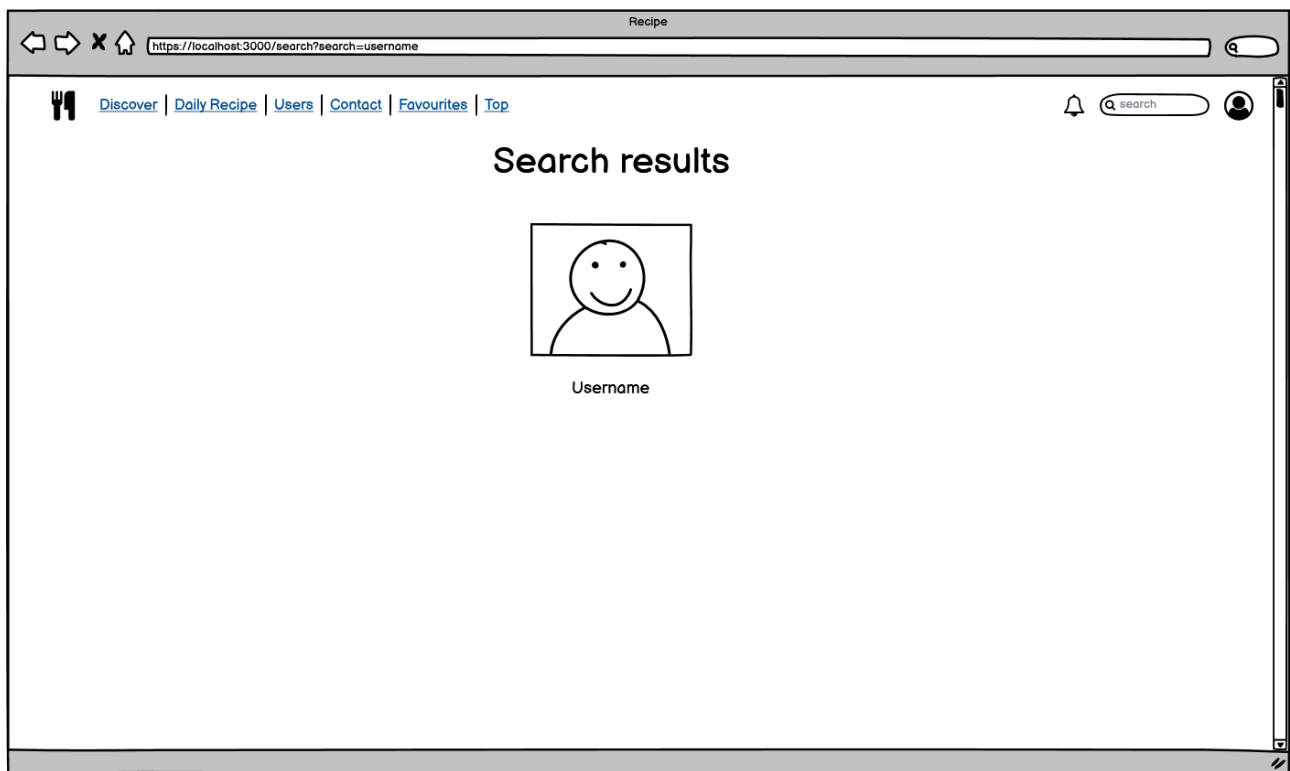 Recipe
https://localhost:3000/search?search=username
Discover | Daily Recipe | Users | Contact | Favourites | Top
search
Search results
Username